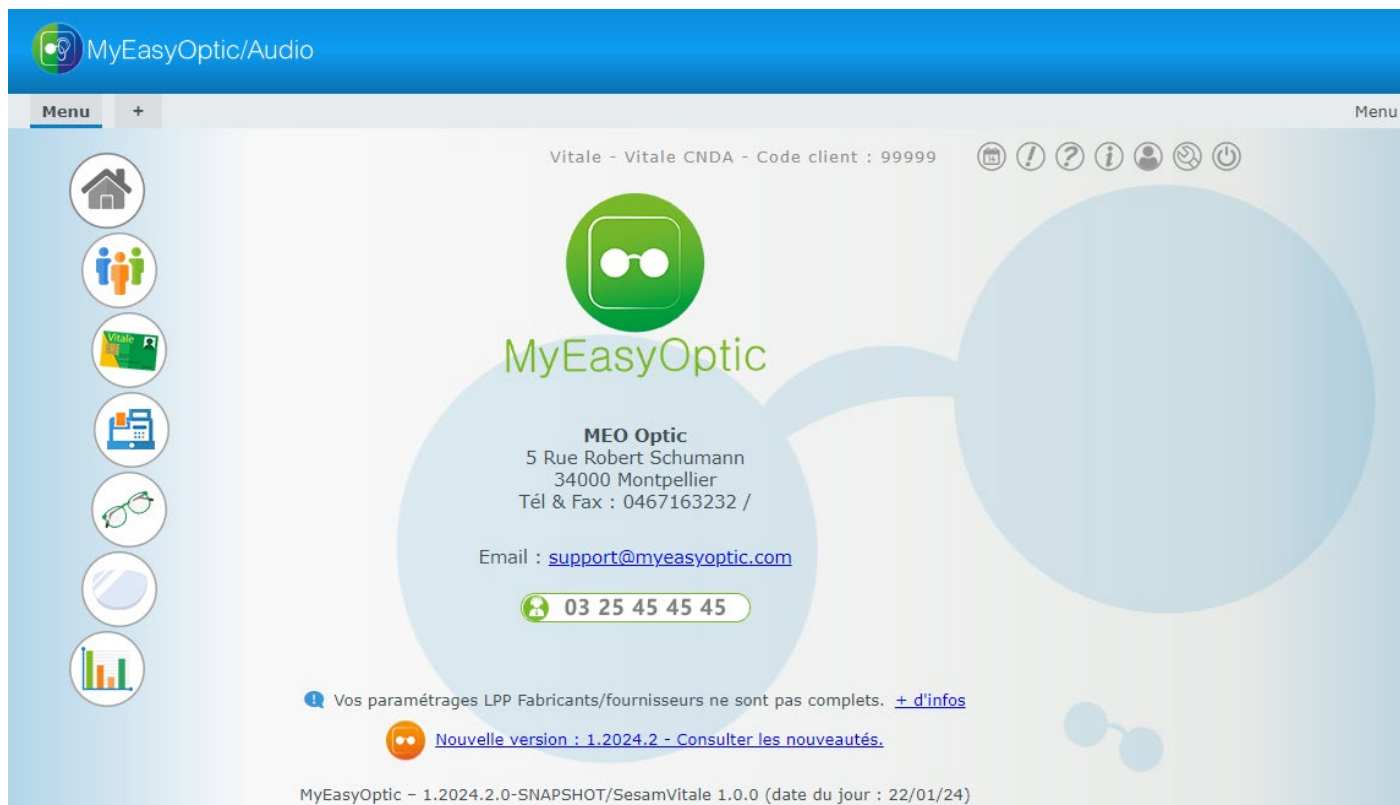 MyEasyOptic/Audio
Menu + Menu
Vitale - Vitale CNDA - Code client : 99999
14
Vitale
MyEasyOptic
MEO Optic
5 Rue Robert Schumann
34000 Montpellier
Tél & Fax : 0467163232 /
Email : support@myeasyoptic.com
03 25 45 45 45
Vos paramétrages LPP Fabricants/fournisseurs ne sont pas complets. + d'infos
Nouvelle version : 1.2024.2 - Consulter les nouveautés.
MyEasyOptic – 1.2024.2.0-SNAPSHOT/SesamVitale 1.0.0 (date du jour : 22/01/24)